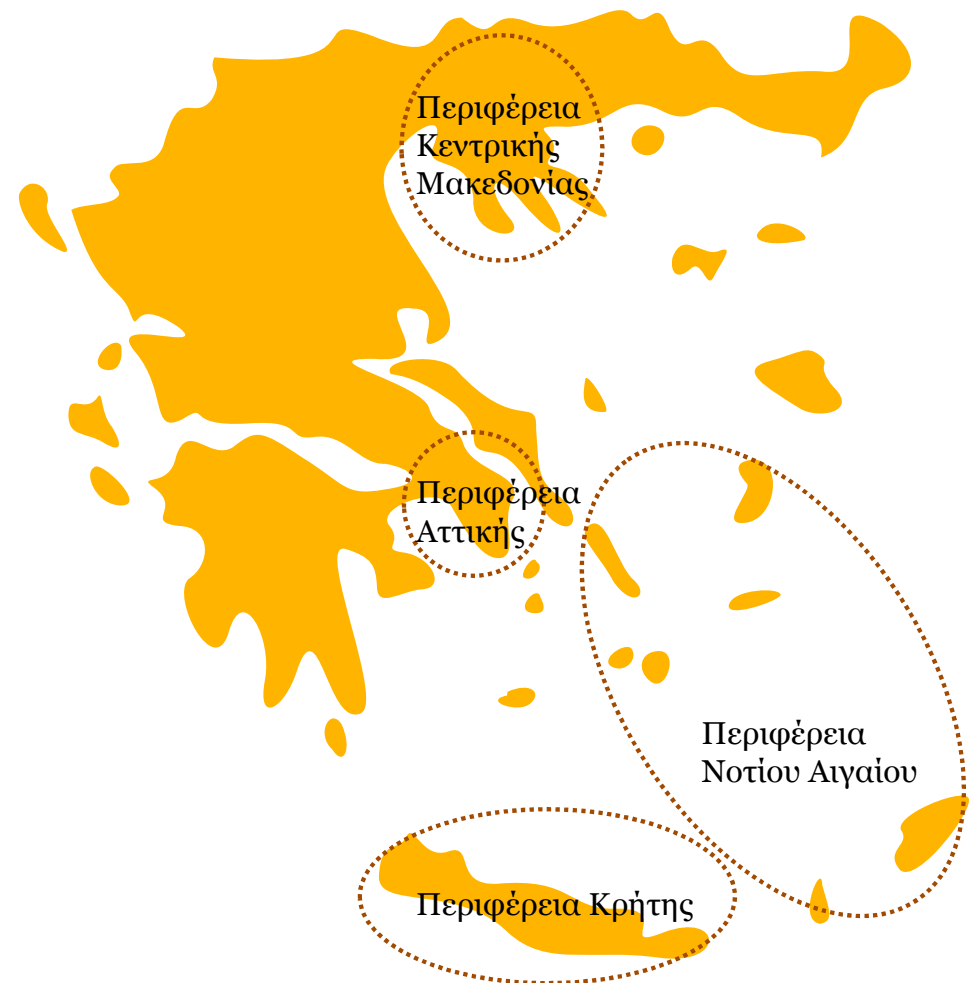 Περιφέρεια
Κεντρικής
Μακεδονίας
Περιφέρεια
Αττικής
Περιφέρεια
Νοτίου Αιγαίου
Περιφέρεια Κρήτης